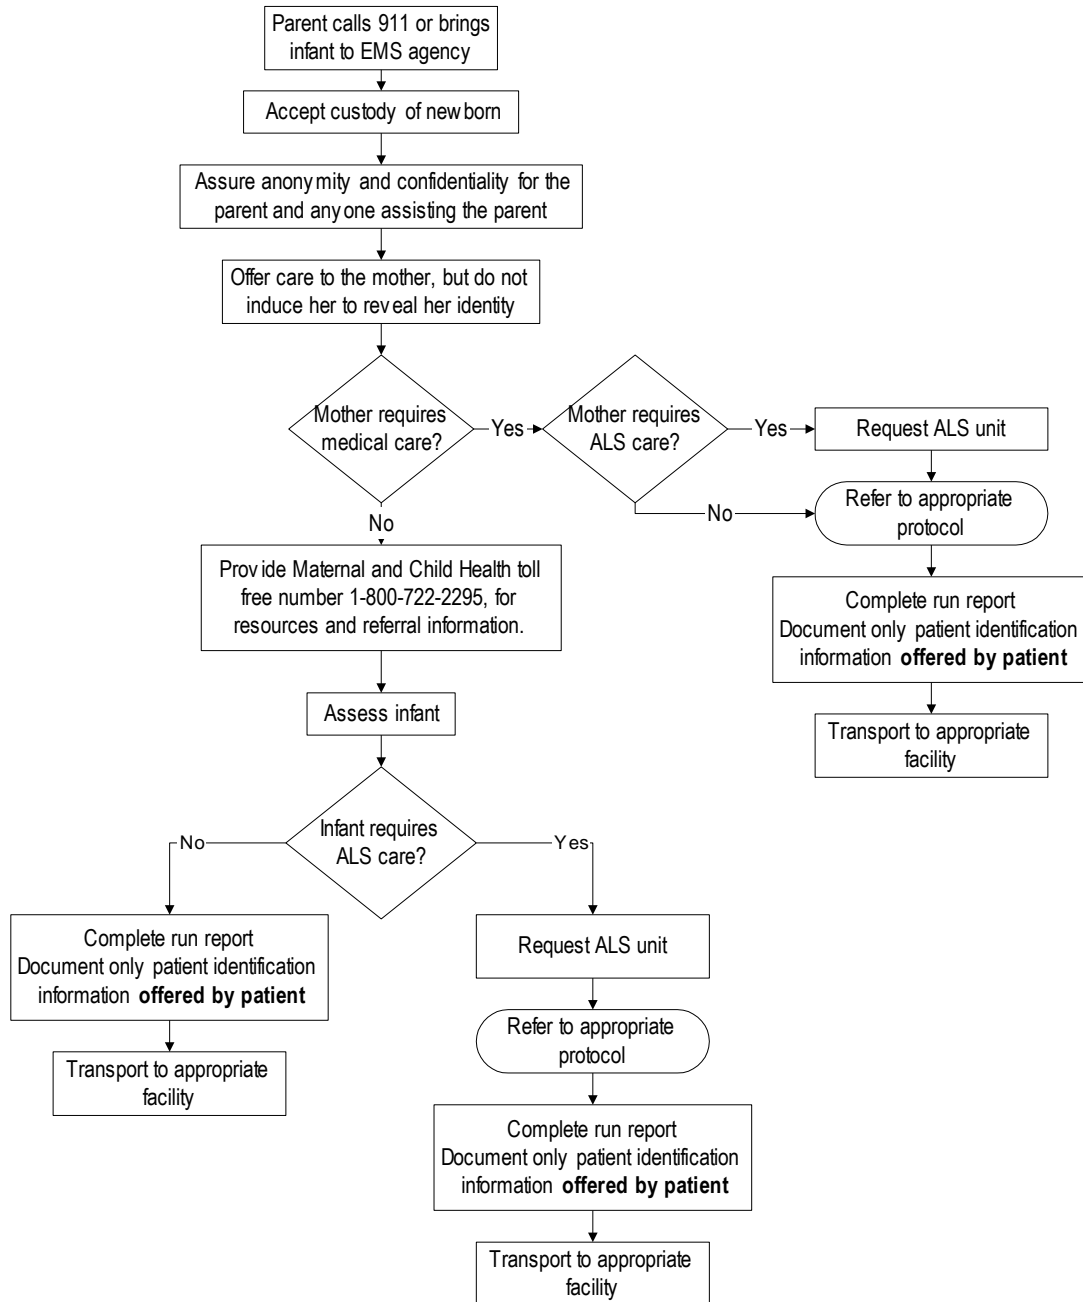 Parent calls 911 or brings
infant to EMS agency
Accept custody of newborn
Assure anonymity and confidentiality for the
parent and anyone assisting the parent
Offer care to the mother, but do not
induce her to reveal her identity
Mother requires
medical care?
Yes
Mother requires
ALS care?
Yes
Request ALS unit
No
Refer to appropriate
protocol
Complete run report
Document only patient identification
information offered by patient
Transport to appropriate
facility
No
Provide Maternal and Child Health toll
free number 1-800-722-2295, for
resources and referral information.
Assess infant
Infant requires
ALS care?
No
Complete run report
Document only patient identification
information offered by patient
Transport to appropriate
facility
Yes
Request ALS unit
Refer to appropriate
protocol
Complete run report
Document only patient identification
information offered by patient
Transport to appropriate
facility